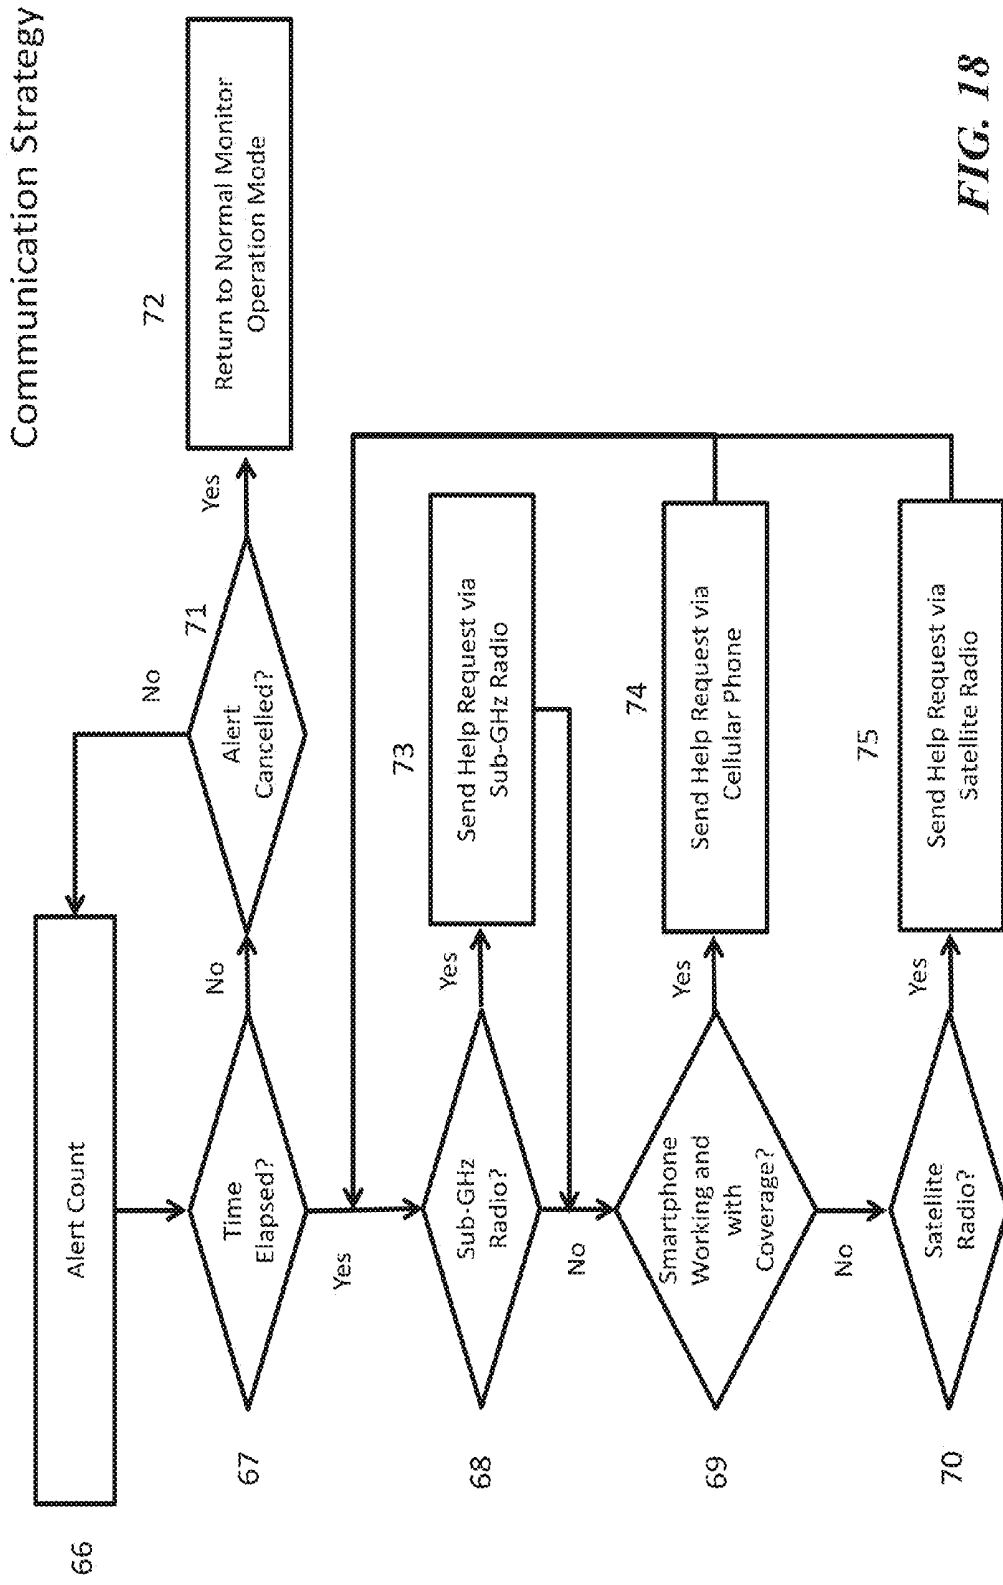 Communication Strategy
66
Alert Count
67
Time
Elapsed?
No
Yes
No
71
Alert
Cancelled?
Yes
72
Return to Normal Monitor
Operation Mode
68
Sub-GHz
Radio?
Yes
No
73
Send Help Request via
Sub-GHz Radio
69
Smartphone
Working and
with
Coverage?
Yes
No
74
Send Help Request via
Cellular Phone
70
Satellite
Radio?
Yes
75
Send Help Request via
Satellite Radio
FIG. 18